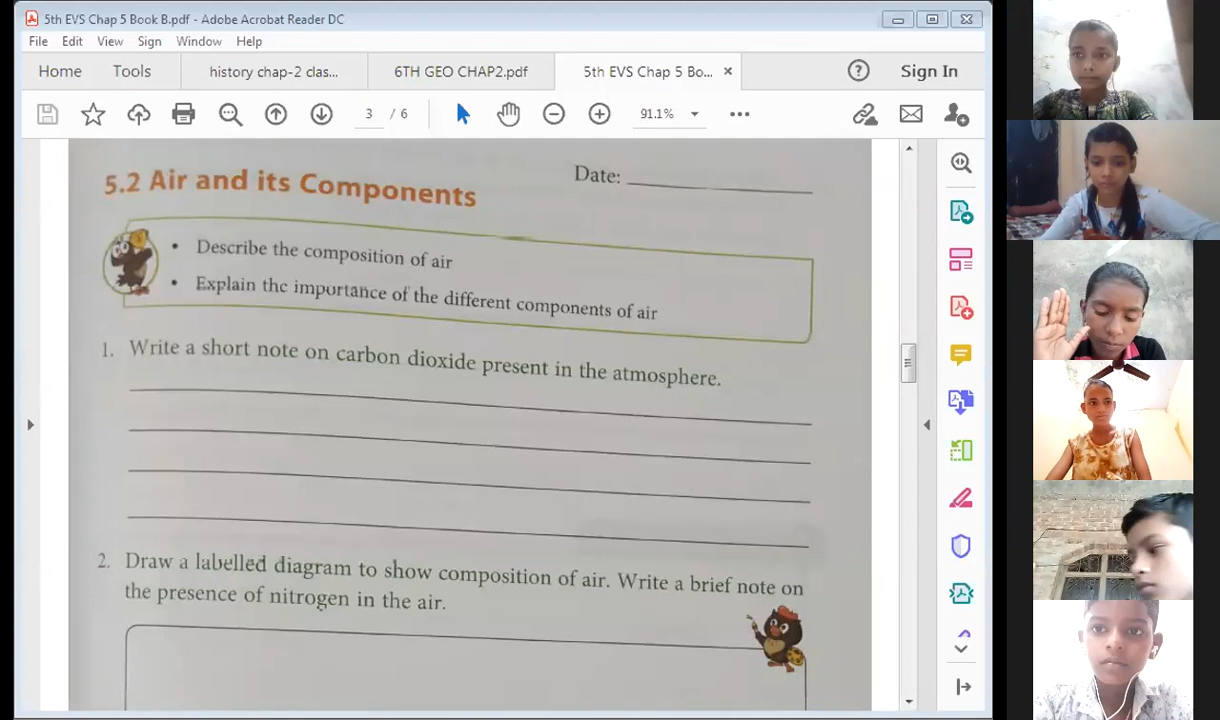 5th EVS Chap 5 Book B.pdf - Adobe Acrobat Reader DC
File Edit View Sign Window Help
Home Tools history chap-2 clas... 6TH GEO CHAP2.pdf 5th EVS Chap 5 Bo... × ? Sign In
3 / 6 91.1%
Date:
5.2 Air and its Components
• Describe the composition of air
• Explain the importance of the different components of air
1. Write a short note on carbon dioxide present in the atmosphere.
2. Draw a labelled diagram to show composition of air. Write a brief note on
the presence of nitrogen in the air.